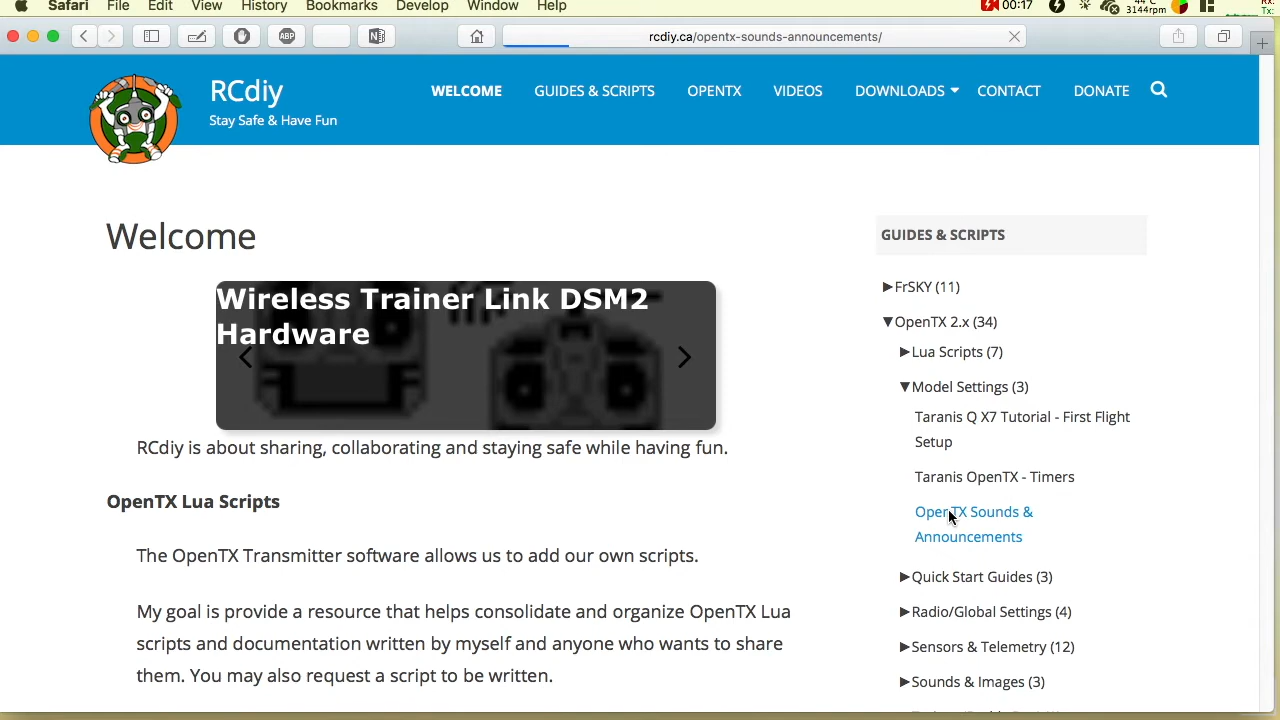 Safari File Edit View History Bookmarks Develop Window Help 00:17 3144rpm
rcdiy.ca/opentx-sounds-announcements/
ABP
RCdiy
Stay Safe & Have Fun
WELCOME GUIDES & SCRIPTS OPENTX VIDEOS DOWNLOADS CONTACT DONATE
Welcome
Wireless Trainer Link DSM2
Hardware
RCdiy is about sharing, collaborating and staying safe while having fun.
OpenTX Lua Scripts
The OpenTX Transmitter software allows us to add our own scripts.
My goal is provide a resource that helps consolidate and organize OpenTX Lua
scripts and documentation written by myself and anyone who wants to share
them. You may also request a script to be written.
GUIDES & SCRIPTS
▶FrSKY (11)
▼OpenTX 2.x (34)
▶Lua Scripts (7)
▼Model Settings (3)
Taranis Q X7 Tutorial - First Flight
Setup
Taranis OpenTX - Timers
OpenTX Sounds &
Announcements
▶Quick Start Guides (3)
▶Radio/Global Settings (4)
▶Sensors & Telemetry (12)
▶Sounds & Images (3)